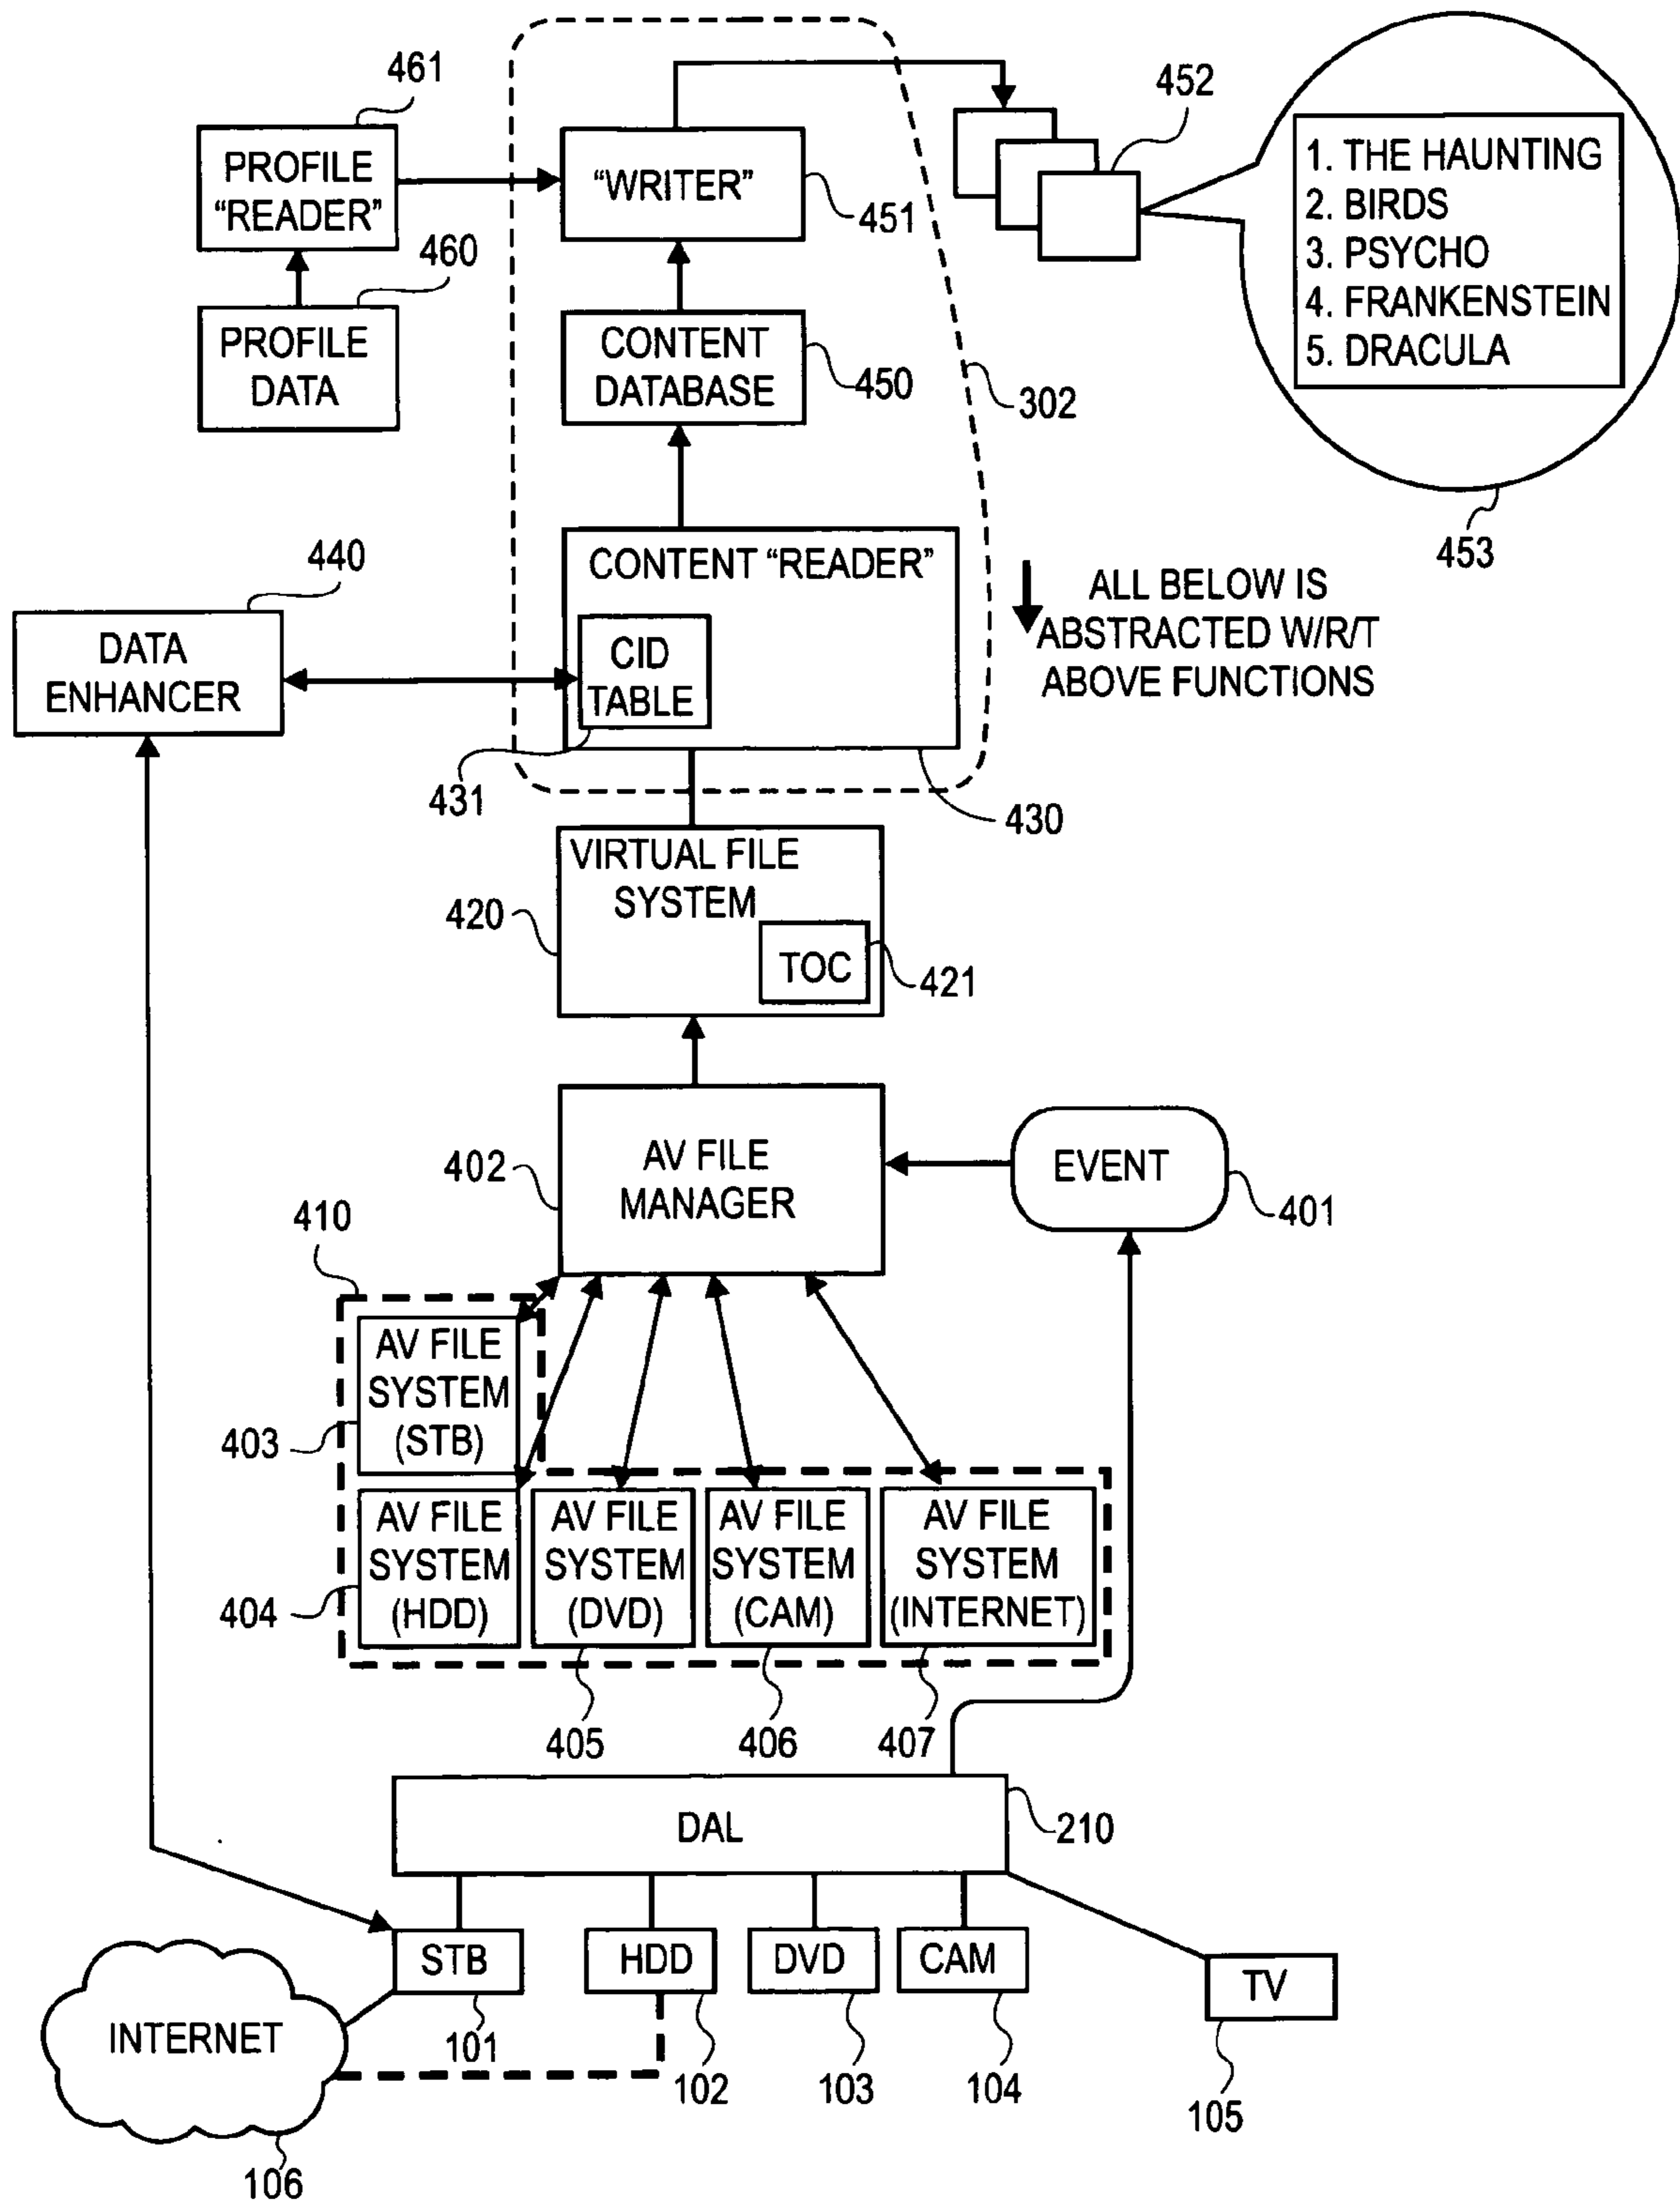 461
PROFILE
"READER"
460
PROFILE
DATA
"WRITER"
451
452
1. THE HAUNTING
2. BIRDS
3. PSYCHO
4. FRANKENSTEIN
5. DRACULA
453
CONTENT
DATABASE
450
302
440
DATA
ENHANCER
CONTENT "READER"
CID
TABLE
431
430
ALL BELOW IS
ABSTRACTED W/R/T
ABOVE FUNCTIONS
VIRTUAL FILE
SYSTEM
420
TOC
421
AV FILE
MANAGER
402
EVENT
401
410
AV FILE
SYSTEM
(STB)
403
AV FILE
SYSTEM
(HDD)
404
AV FILE
SYSTEM
(DVD)
405
AV FILE
SYSTEM
(CAM)
406
AV FILE
SYSTEM
(INTERNET)
407
DAL
210
STB
101
HDD
102
DVD
103
CAM
104
TV
105
INTERNET
106